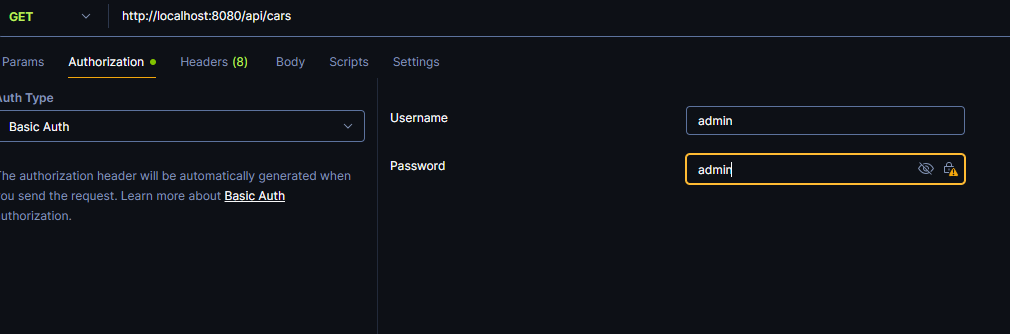 GET http://localhost:8080/api/cars
Params Authorization Headers (8) Body Scripts Settings
Auth Type
Basic Auth
The authorization header will be automatically generated when
you send the request. Learn more about Basic Auth
authorization.
Username admin
Password admin